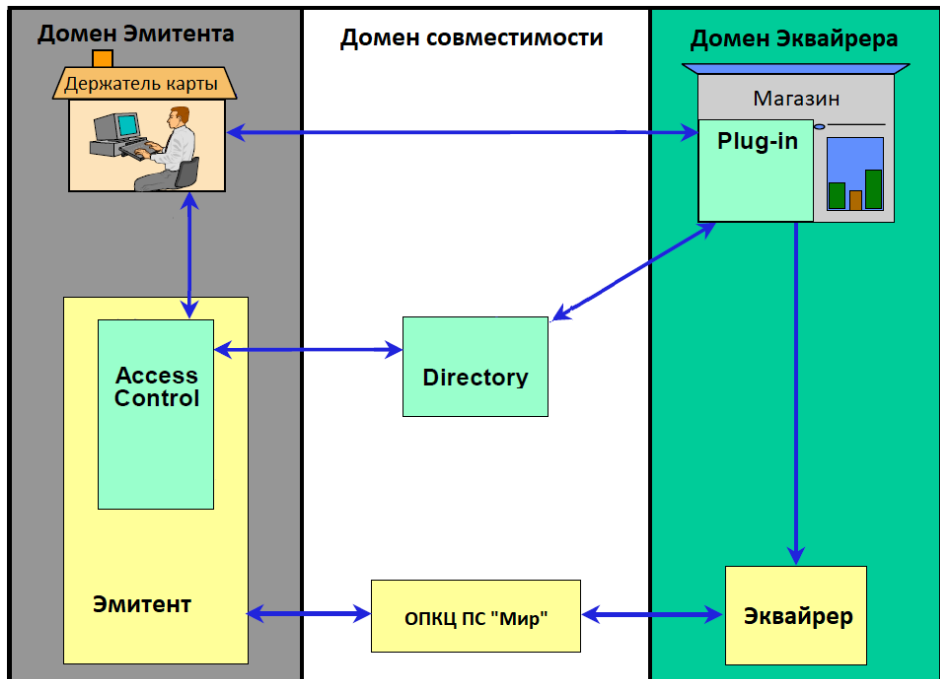 Домен Эмитента
Домен совместимости
Домен Эквайрера
Держатель карты
Магазин
Plug-in
Access
Control
Directory
Эмитент
ОПКЦ ПС "Мир"
Эквайрер